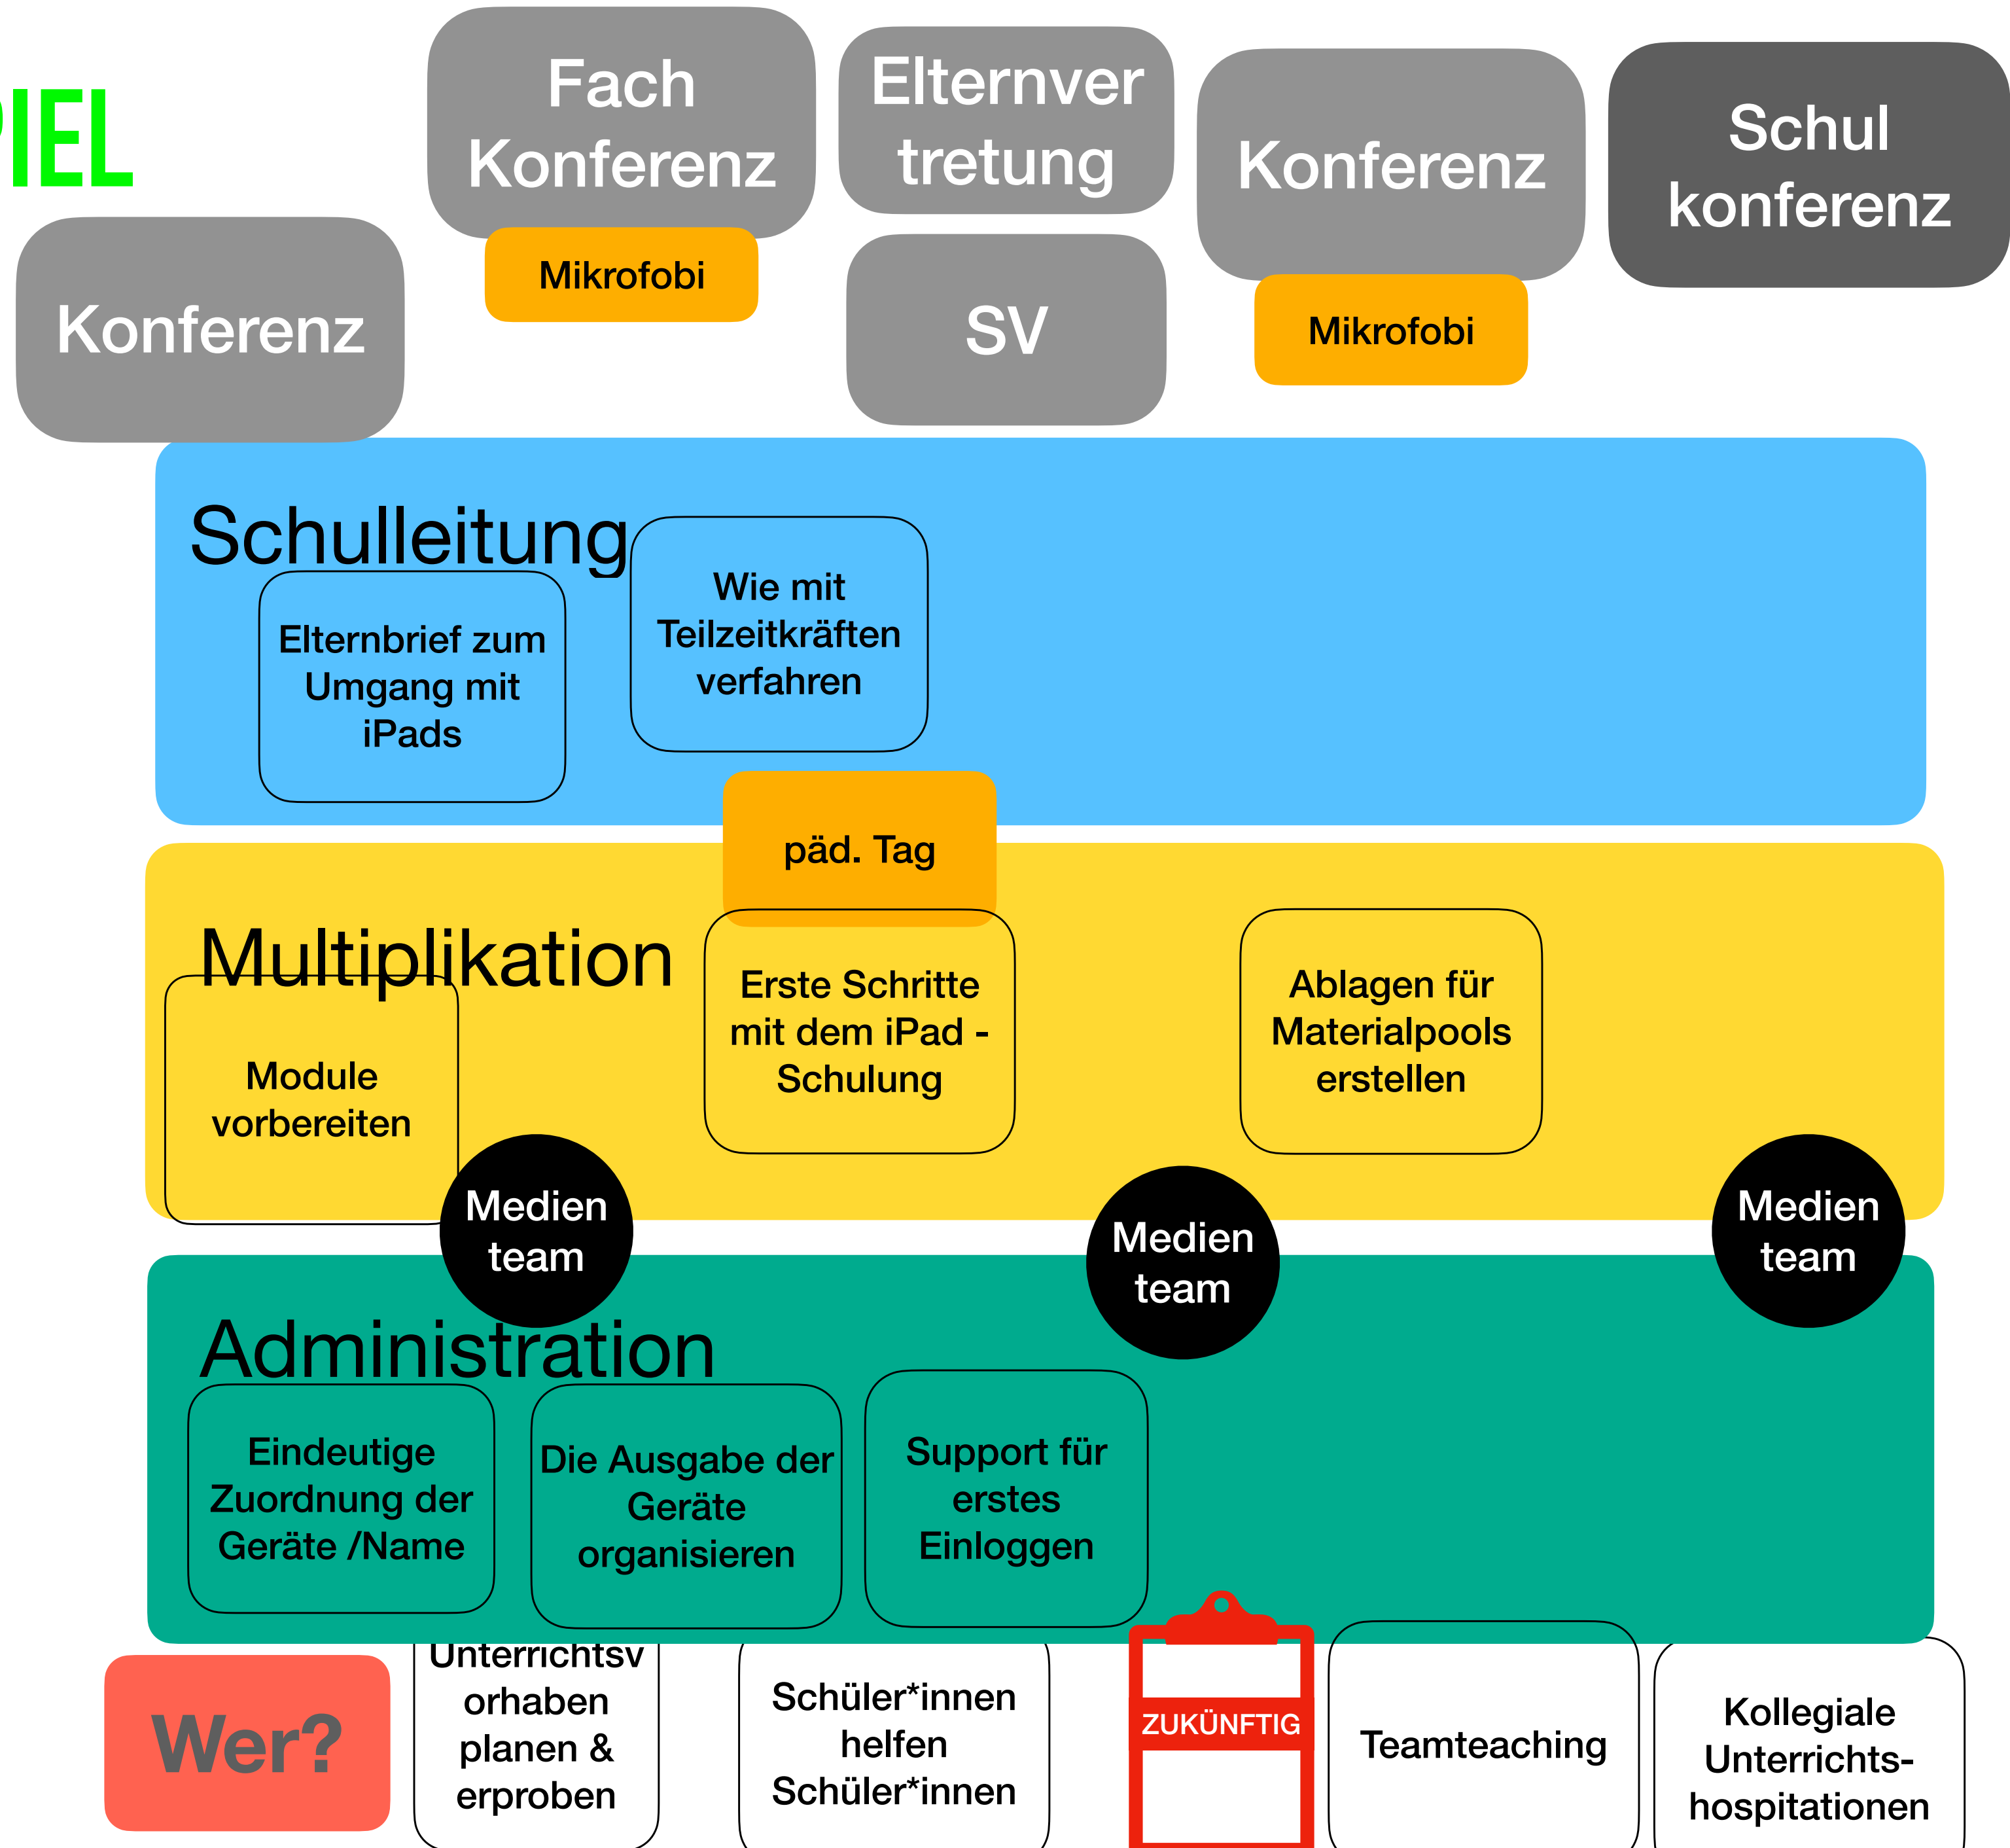 PIEL
Fach
Konferenz
Elternver
tretung
Konferenz
Schul
konferenz
Mikrofobi
Konferenz
SV
Mikrofobi
Schulleitung
Elternbrief zum
Umgang mit
iPads
Wie mit
Teilzeitkräften
verfahren
päd. Tag
Multiplikation
Module
vorbereiten
Erste Schritte
mit dem iPad -
Schulung
Ablagen für
Materialpools
erstellen
Medien
team
Medien
team
Medien
team
Administration
Eindeutige
Zuordnung der
Geräte /Name
Die Ausgabe der
Geräte
organisieren
Support für
erstes
Einloggen
Wer?
Unterrichtsv
orhaben
planen &
erproben
Schüler*innen
helfen
Schüler*innen
ZUKÜNFTIG
Teamteaching
Kollegiale
Unterrichts-
hospitationen